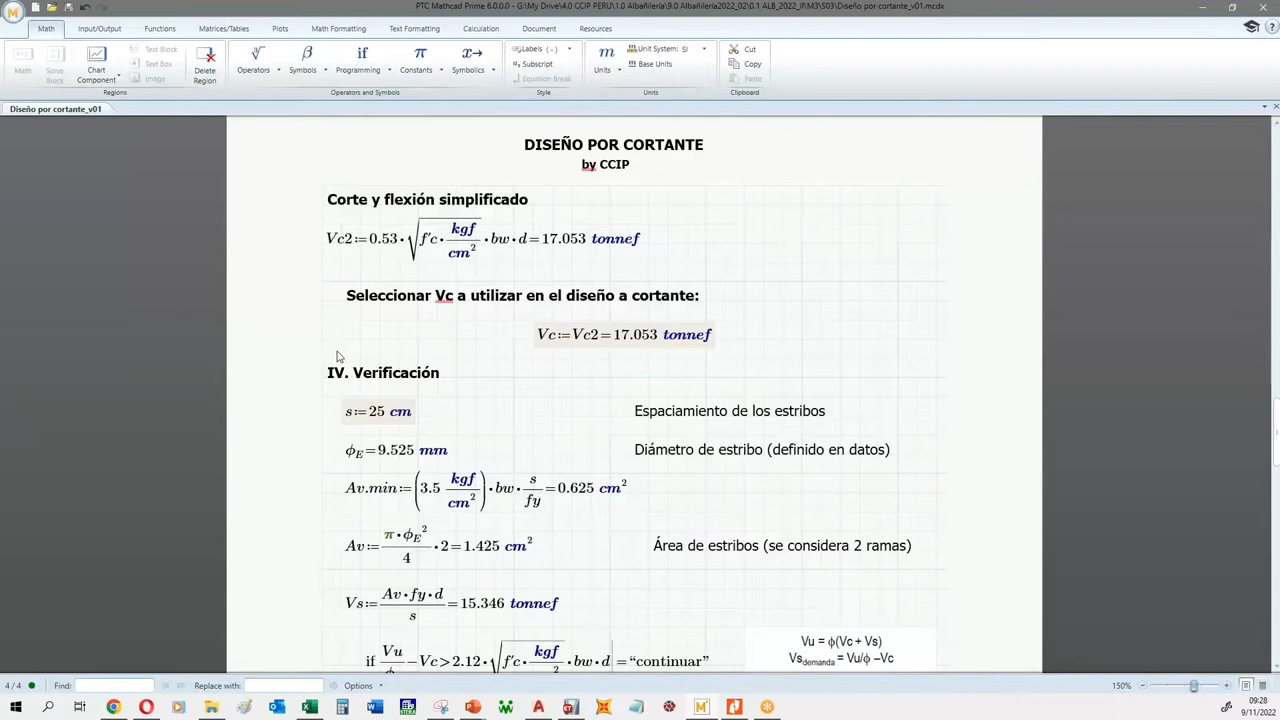 PTC Mathcad Prime 6.0.0.0 - G:\My Drive\4.0 CCIP PERU\1.0 Albañilería\9.0 Albañilería2022_02\0.1 ALB_2022_II\M3\S03\Diseño por cortante_v01.mcdx
Math Input/Output Functions Matrices/Tables Plots Math Formatting Text Formatting Calculation Document Resources
Math Solve Block Chart Component Text Block Text Box Image Delete Region Operators Symbols Programming Constants Symbolics Labels (-) Subscript Equation Break Units Unit System: SI Base Units Cut Copy Paste
Regions Operators and Symbols Style Units Clipboard
Diseño por cortante_v01
DISEÑO POR CORTANTE
by CCIP
Corte y flexión simplificado
Vc2:=0.53•√(f'c•kgf/cm²)•bw•d=17.053 tonnef
Seleccionar Vc a utilizar en el diseño a cortante:
Vc:=Vc2=17.053 tonnef
IV. Verificación
s:=25 cm Espaciamiento de los estribos
ϕE=9.525 mm Diámetro de estribo (definido en datos)
Av.min:=(3.5 kgf/cm²)•bw•s/fy=0.625 cm²
Av:=π•ϕE²/4•2=1.425 cm² Área de estribos (se considera 2 ramas)
Vs:=Av•fy•d/s=15.346 tonnef
Vu = ϕ(Vc + Vs)
if Vu/ϕ−Vc>2.12•√(f'c•kgf/cm²)•bw•d =“continuar” Vsdemanda = Vu/ϕ –Vc
4 / 4 Find: Replace with: Options 150%
09:28
9/11/2022